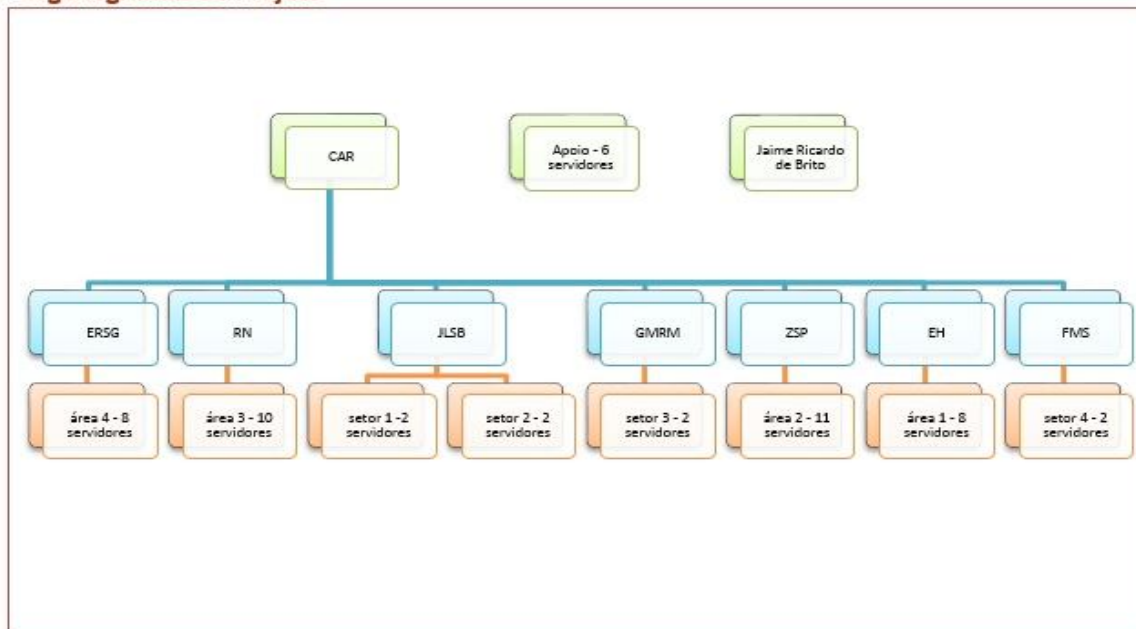 CAR
Apoio - 6
servidores
Jaime Ricardo
de Brito
ERSG
RN
JLSB
GMRM
ZSP
EH
FMS
área 4 - 8
servidores
área 3 - 10
servidores
setor 1 -2
servidores
setor 2 - 2
servidores
setor 3 - 2
servidores
área 2 - 11
servidores
área 1 - 8
servidores
setor 4 - 2
servidores